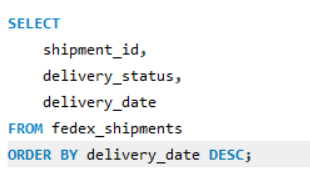 SELECT
    shipment_id,
    delivery_status,
    delivery_date
FROM fedex_shipments
ORDER BY delivery_date DESC;